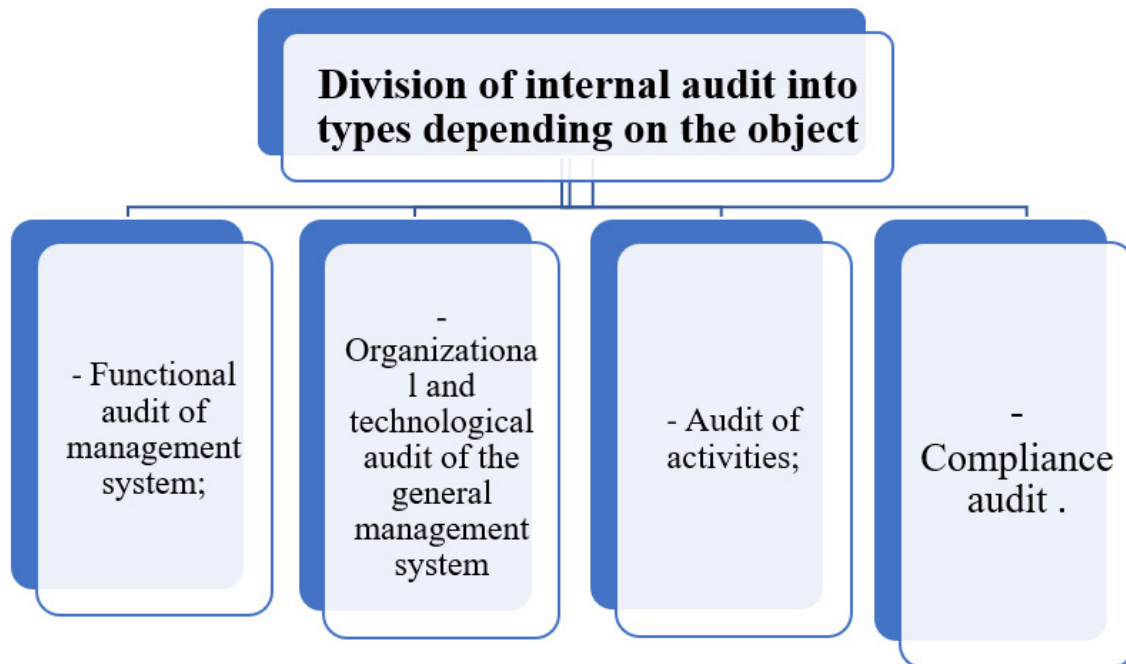 Division of internal audit into
types depending on the object
- Functional
audit of
management
system;
-
Organizationa
l and
technological
audit of the
general
management
system
- Audit of
activities;
-
Compliance
audit .